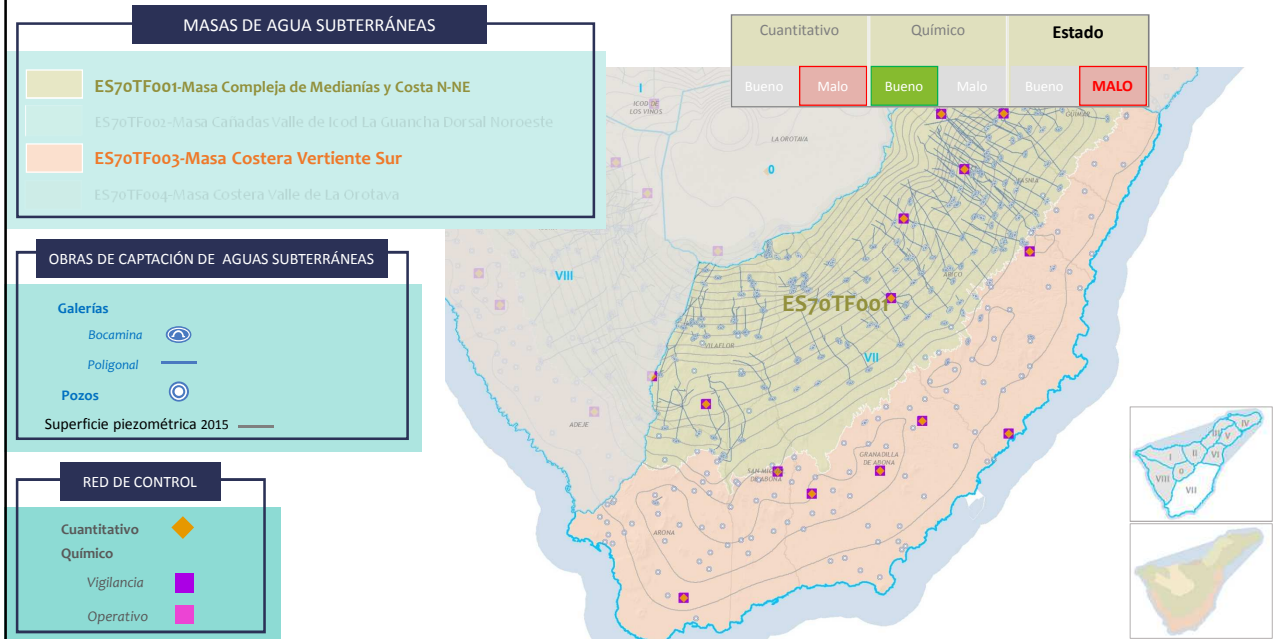 MASAS DE AGUA SUBTERRÁNEAS
ES70TF001-Masa Compleja de Medianías y Costa N-NE
ES70TF002-Masa Cañadas Valle de Icod La Guancha Dorsal Noroeste
ES70TF003-Masa Costera Vertiente Sur
ES70TF004-Masa Costera Valle de La Orotava
OBRAS DE CAPTACIÓN DE AGUAS SUBTERRÁNEAS
Galerías
Bocamina
Poligonal
Pozos
Superficie piezométrica 2015
RED DE CONTROL
Cuantitativo
Químico
Vigilancia
Operativo
Cuantitativo Químico Estado
Bueno Malo Bueno Malo Bueno MALO
I
ICOD DE
LOS VINOS
LA OROTAVA
GÜIMAR
0
FASNIA
VIII
ARICO
ES70TF001
VILAFLOR
VII
ADEJE
GRANADILLA
DE ABONA
SAN MIGUEL
DE ABONA
ABONA
IV
III
V
I
II
VI
0
VIII
VII